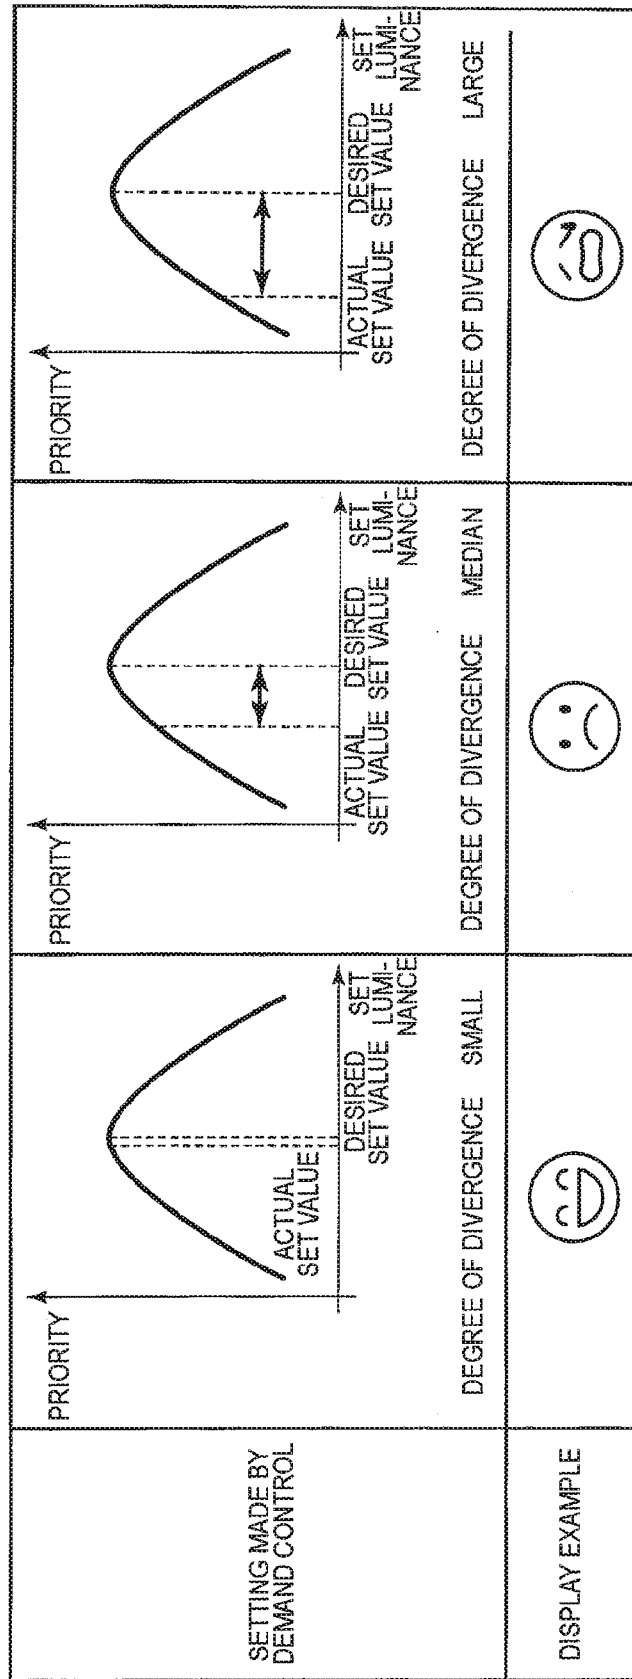 SETTING MADE BY
DEMAND CONTROL
PRIORITY
ACTUAL
SET VALUE
DESIRED
SET VALUE
SET
LUMI-
NANCE
DEGREE OF DIVERGENCE SMALL
PRIORITY
ACTUAL
SET VALUE
DESIRED
SET VALUE
SET
LUMI-
NANCE
DEGREE OF DIVERGENCE MEDIAN
PRIORITY
ACTUAL
SET VALUE
DESIRED
SET VALUE
SET
LUMI-
NANCE
DEGREE OF DIVERGENCE LARGE
DISPLAY EXAMPLE